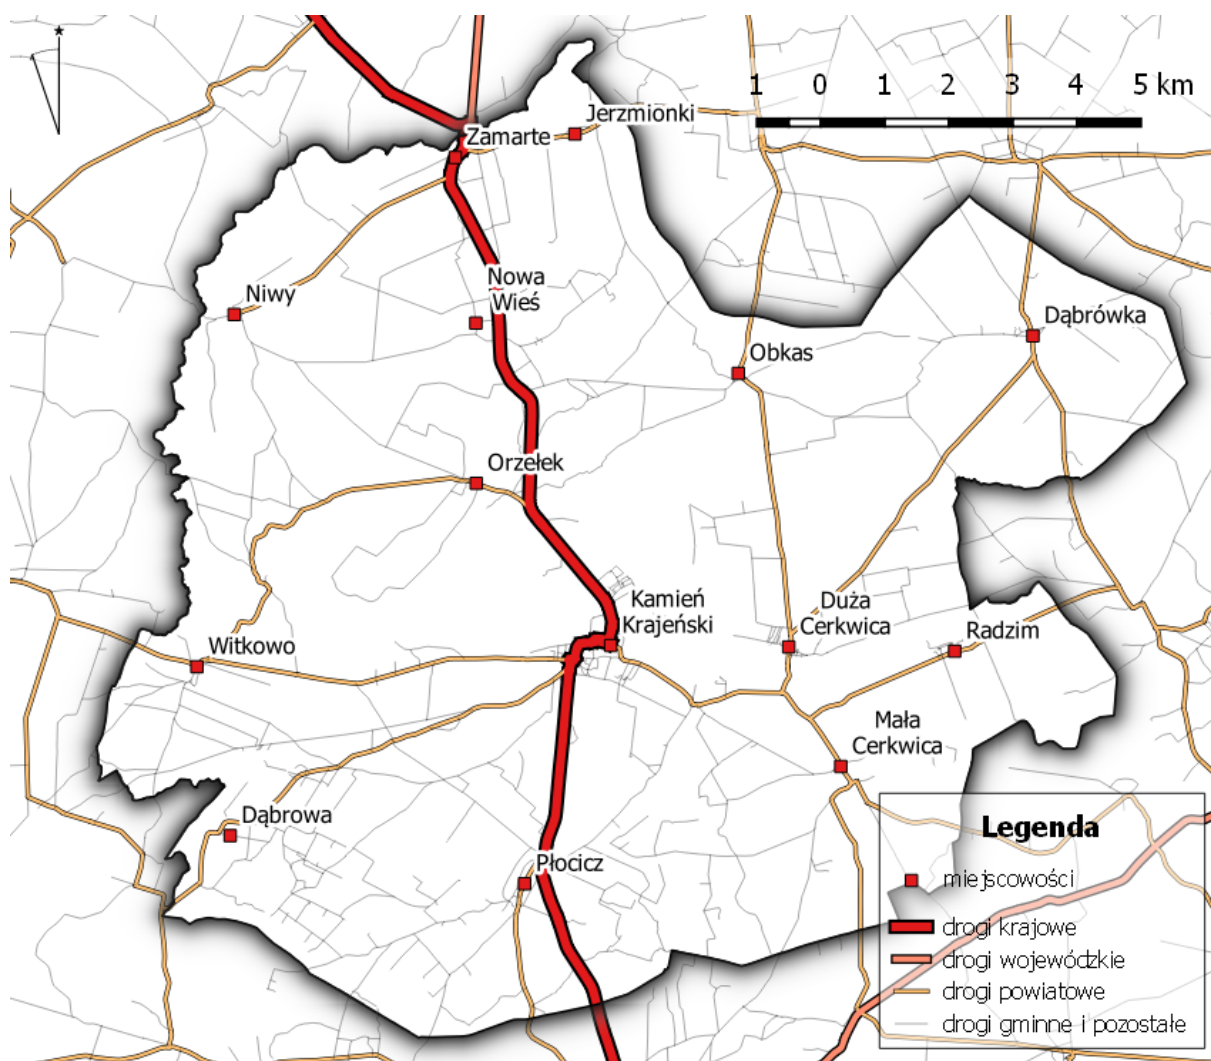 1 0 1 2 3 4 5 km
Jerzmionki
Zamarte
Nowa
Wieś
Niwy
Dąbrówka
Obkas
Orzełek
Kamień
Krajeński
Duża
Cerkwica
Radzim
Witkowo
Mała
Cerkwica
Dąbrowa
Płocicz
Legenda
miejscowości
drogi krajowe
drogi wojewódzkie
drogi powiatowe
drogi gminne i pozostałe